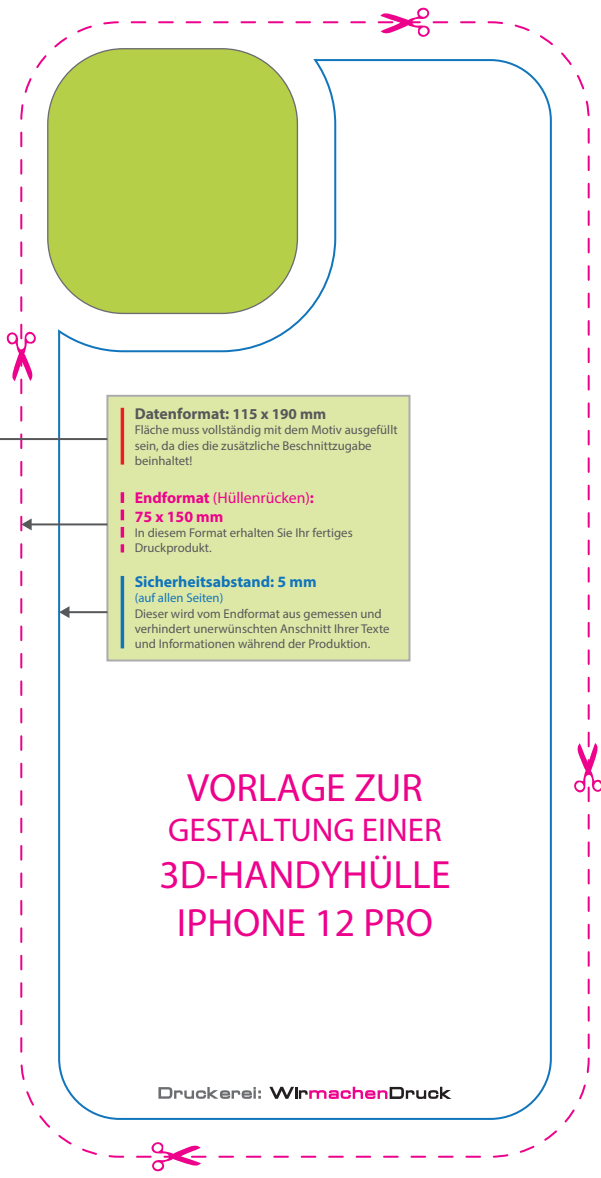 Datenformat: 115 x 190 mm
Fläche muss vollständig mit dem Motiv ausgefüllt
sein, da dies die zusätzliche Beschnittzugabe
beinhaltet!
Endformat (Hüllenrücken):
75 x 150 mm
In diesem Format erhalten Sie Ihr fertiges
Druckprodukt.
Sicherheitsabstand: 5 mm
(auf allen Seiten)
Dieser wird vom Endformat aus gemessen und
verhindert unerwünschten Anschnitt Ihrer Texte
und Informationen während der Produktion.
VORLAGE ZUR
GESTALTUNG EINER
3D-HANDYHÜLLE
IPHONE 12 PRO
Druckerei: WIrmachenDruck